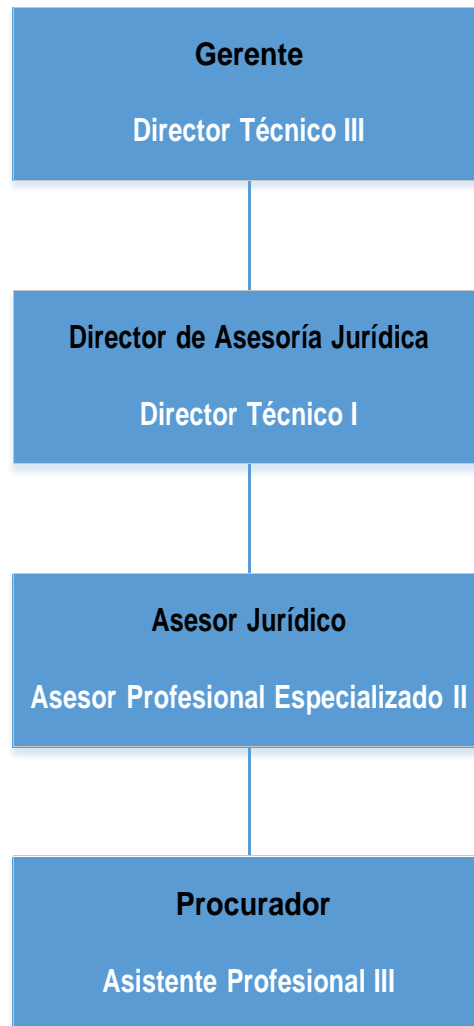 Gerente
Director Técnico III
Director de Asesoría Jurídica
Director Técnico I
Asesor Jurídico
Asesor Profesional Especializado II
Procurador
Asistente Profesional III